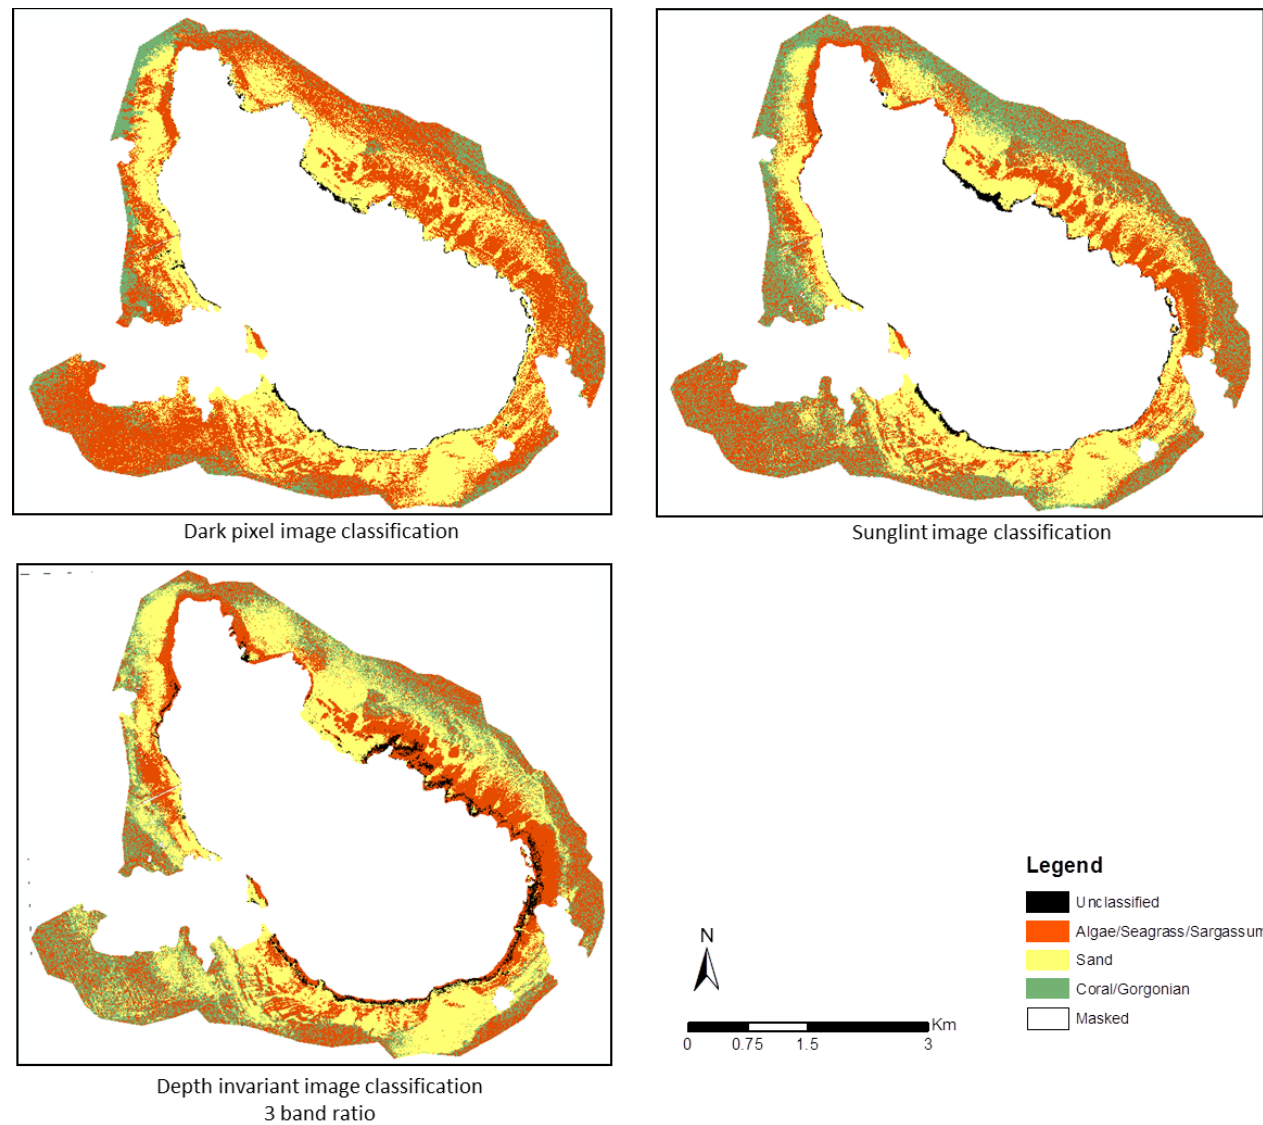 Dark pixel image classification
Sunglint image classification
Depth invariant image classification
3 band ratio
Legend
Unclassified
Algae/Seagrass/Sargassum
Sand
Coral/Gorgonian
Masked
N
Km
0 0.75 1.5 3